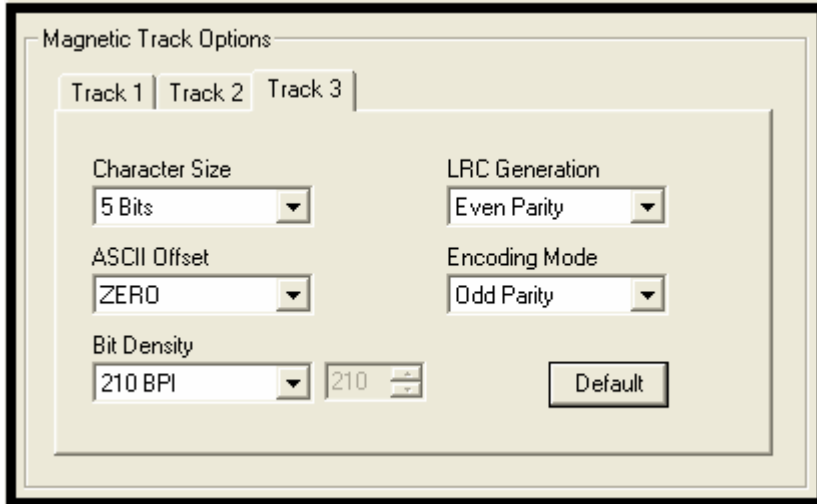 Magnetic Track Options
Track 1 Track 2 Track 3
Character Size LRC Generation
5 Bits Even Parity
ASCII Offset Encoding Mode
ZERO Odd Parity
Bit Density
210 BPI 210 Default